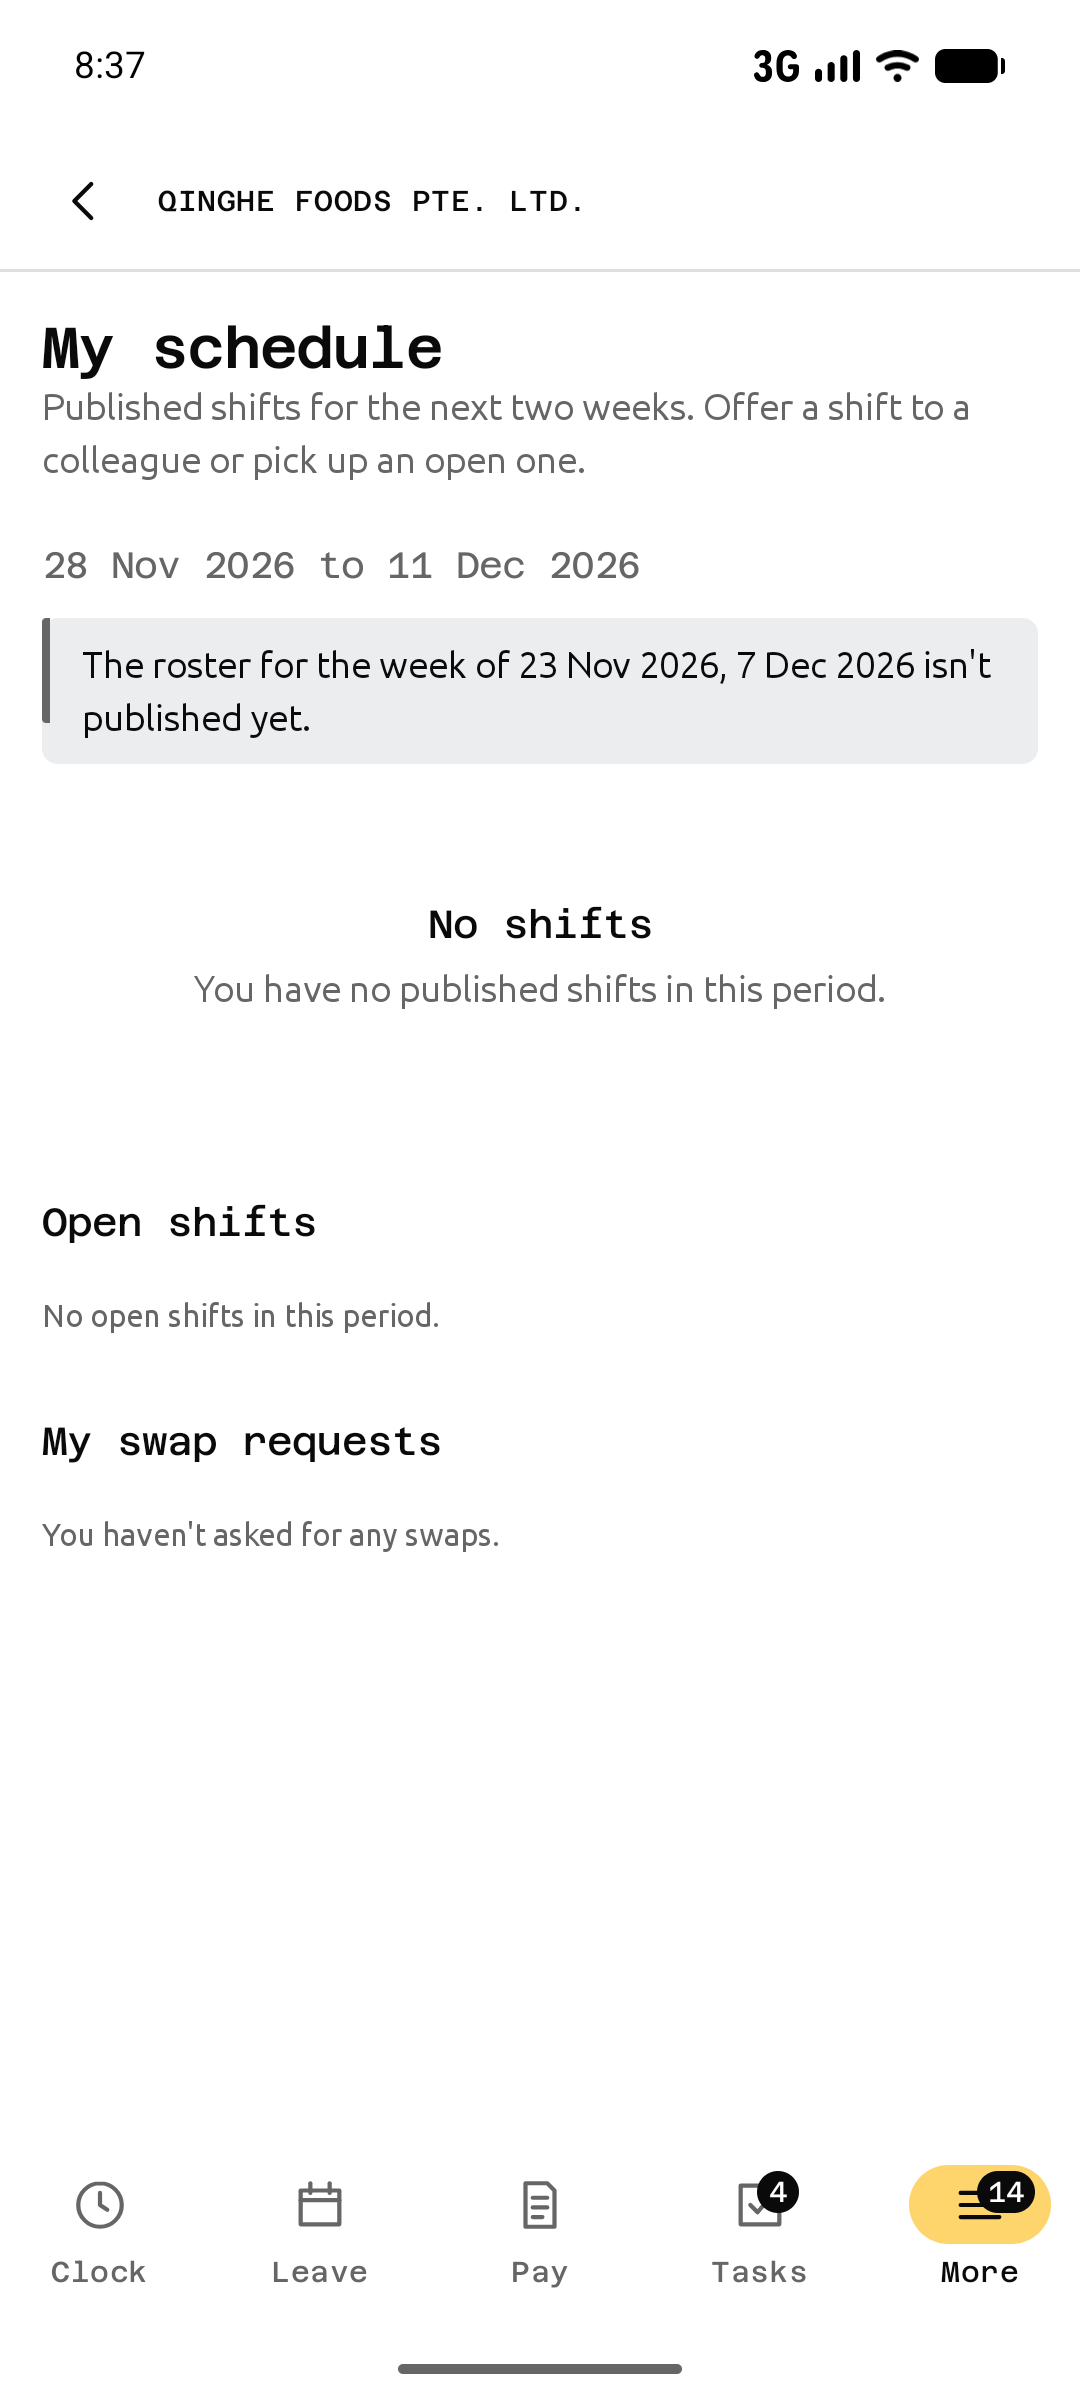 8:37
3G
QINGHE FOODS PTE. LTD.
My schedule
Published shifts for the next two weeks. Offer a shift to a
colleague or pick up an open one.
28 Nov 2026 to 11 Dec 2026
The roster for the week of 23 Nov 2026, 7 Dec 2026 isn't
published yet.
No shifts
You have no published shifts in this period.
Open shifts
No open shifts in this period.
My swap requests
You haven't asked for any swaps.
4
14
Clock
Leave
Pay
Tasks
More